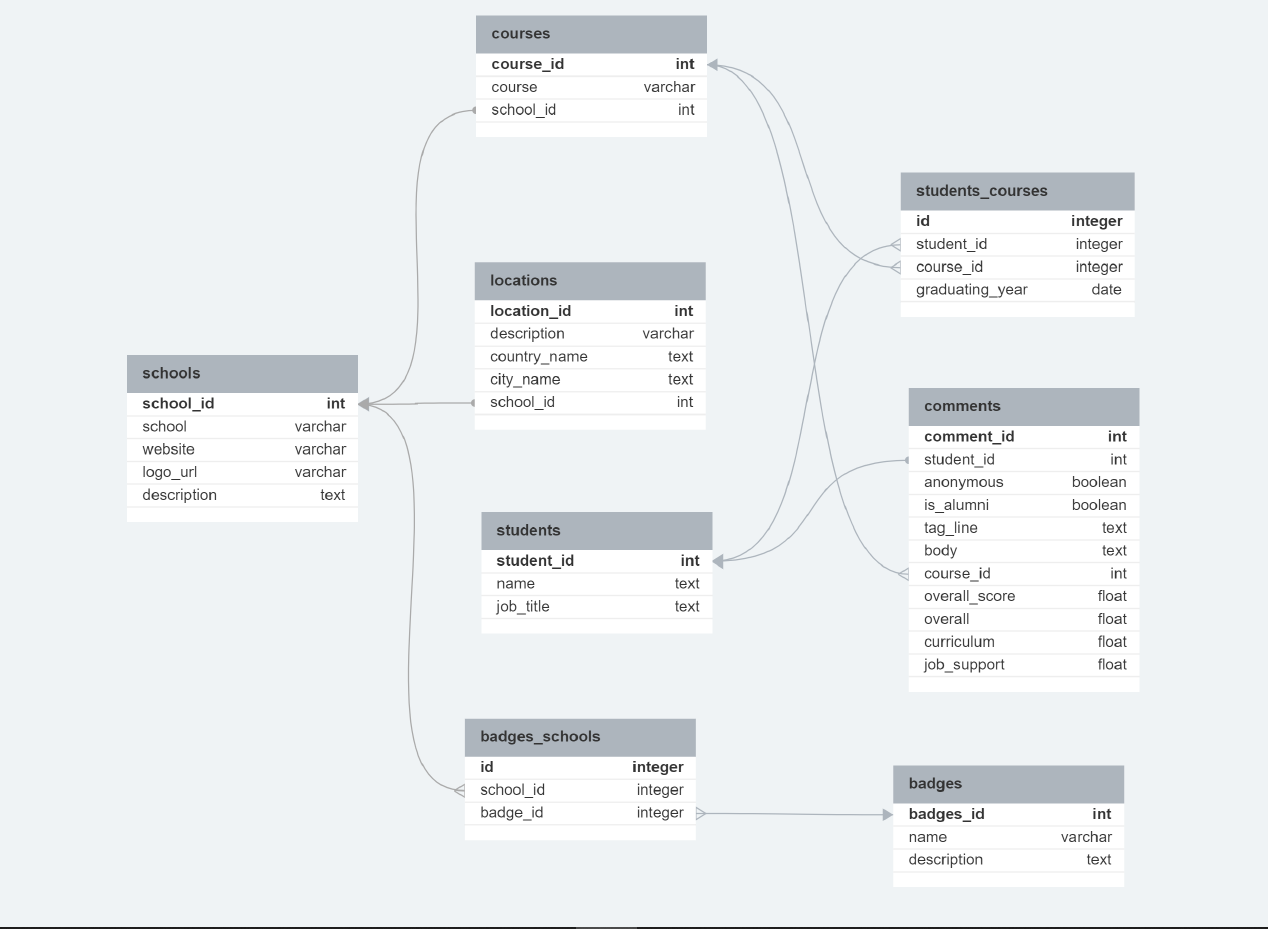 courses
course_id int
course varchar
school_id int
students_courses
id integer
student_id integer
course_id integer
graduating_year date
locations
location_id int
description varchar
country_name text
city_name text
school_id int
schools
school_id int
school varchar
website varchar
logo_url varchar
description text
comments
comment_id int
student_id int
anonymous boolean
is_alumni boolean
tag_line text
body text
course_id int
overall_score float
overall float
curriculum float
job_support float
students
student_id int
name text
job_title text
badges_schools
id integer
school_id integer
badge_id integer
badges
badges_id int
name varchar
description text